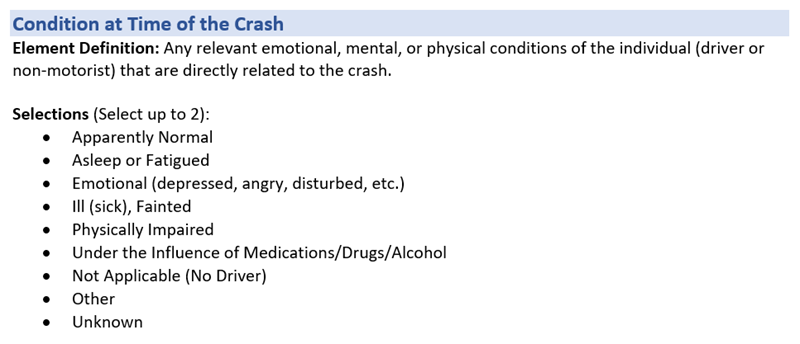 Condition at Time of the Crash
Element Definition: Any relevant emotional, mental, or physical conditions of the individual (driver or
non-motorist) that are directly related to the crash.
Selections (Select up to 2):
• Apparently Normal
• Asleep or Fatigued
• Emotional (depressed, angry, disturbed, etc.)
• Ill (sick), Fainted
• Physically Impaired
• Under the Influence of Medications/Drugs/Alcohol
• Not Applicable (No Driver)
• Other
• Unknown